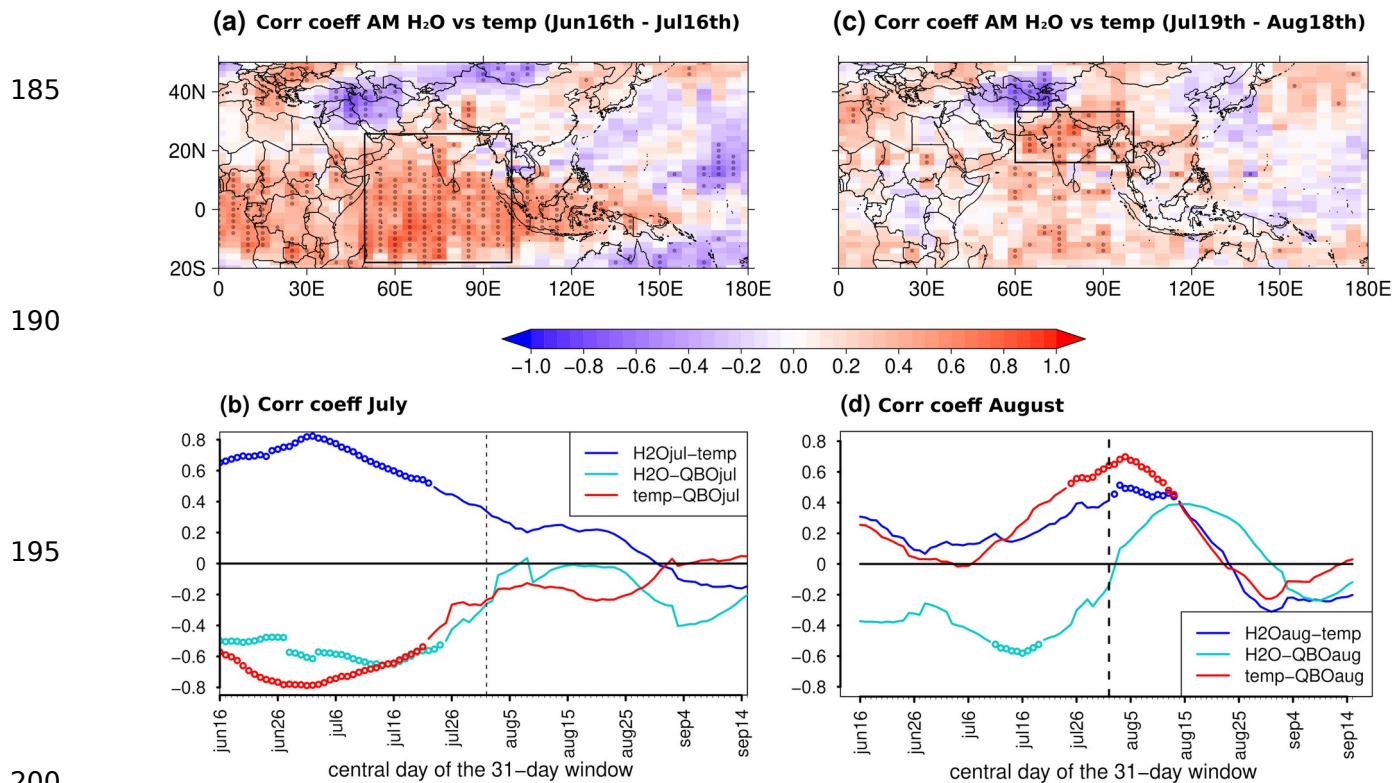 (a) Corr coeff AM H₂O vs temp (Jun16th - Jul16th)
(c) Corr coeff AM H₂O vs temp (Jul19th - Aug18th)
185
40N
20N
0
20S
0 30E 60E 90E 120E 150E 180E
0 30E 60E 90E 120E 150E 180E
190
−1.0 −0.8 −0.6 −0.4 −0.2 0.0 0.2 0.4 0.6 0.8 1.0
(b) Corr coeff July
0.8
0.6
0.4
0.2
0
−0.2
−0.4
−0.6
−0.8
H2Ojul−temp
H2O−QBOjul
temp−QBOjul
jun16 jun26 jul6 jul16 jul26 aug5 aug15 aug25 sep4 sep14
central day of the 31−day window
(d) Corr coeff August
0.8
0.6
0.4
0.2
0
−0.2
−0.4
−0.6
−0.8
H2Oaug−temp
H2O−QBOaug
temp−QBOaug
jun16 jun26 jul6 jul16 jul26 aug5 aug15 aug25 sep4 sep14
central day of the 31−day window
195
200